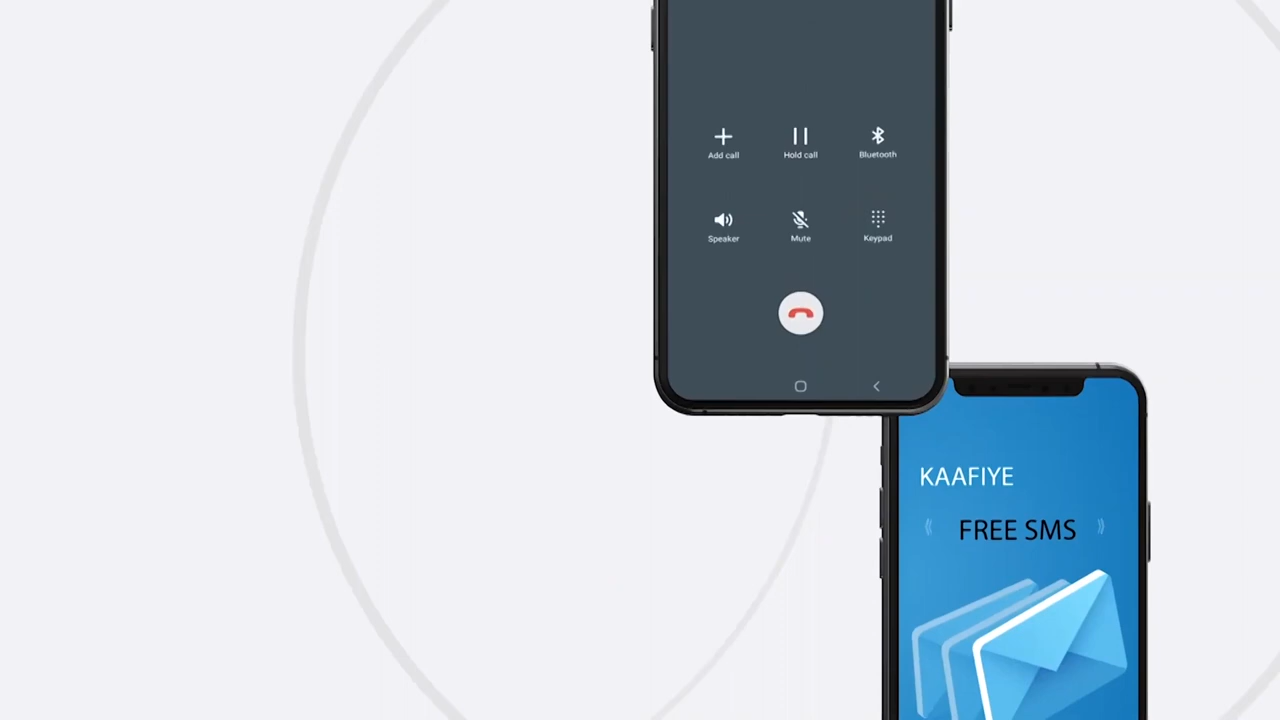 Add call Hold call Bluetooth
Speaker Mute Keypad
KAAFIYE
FREE SMS